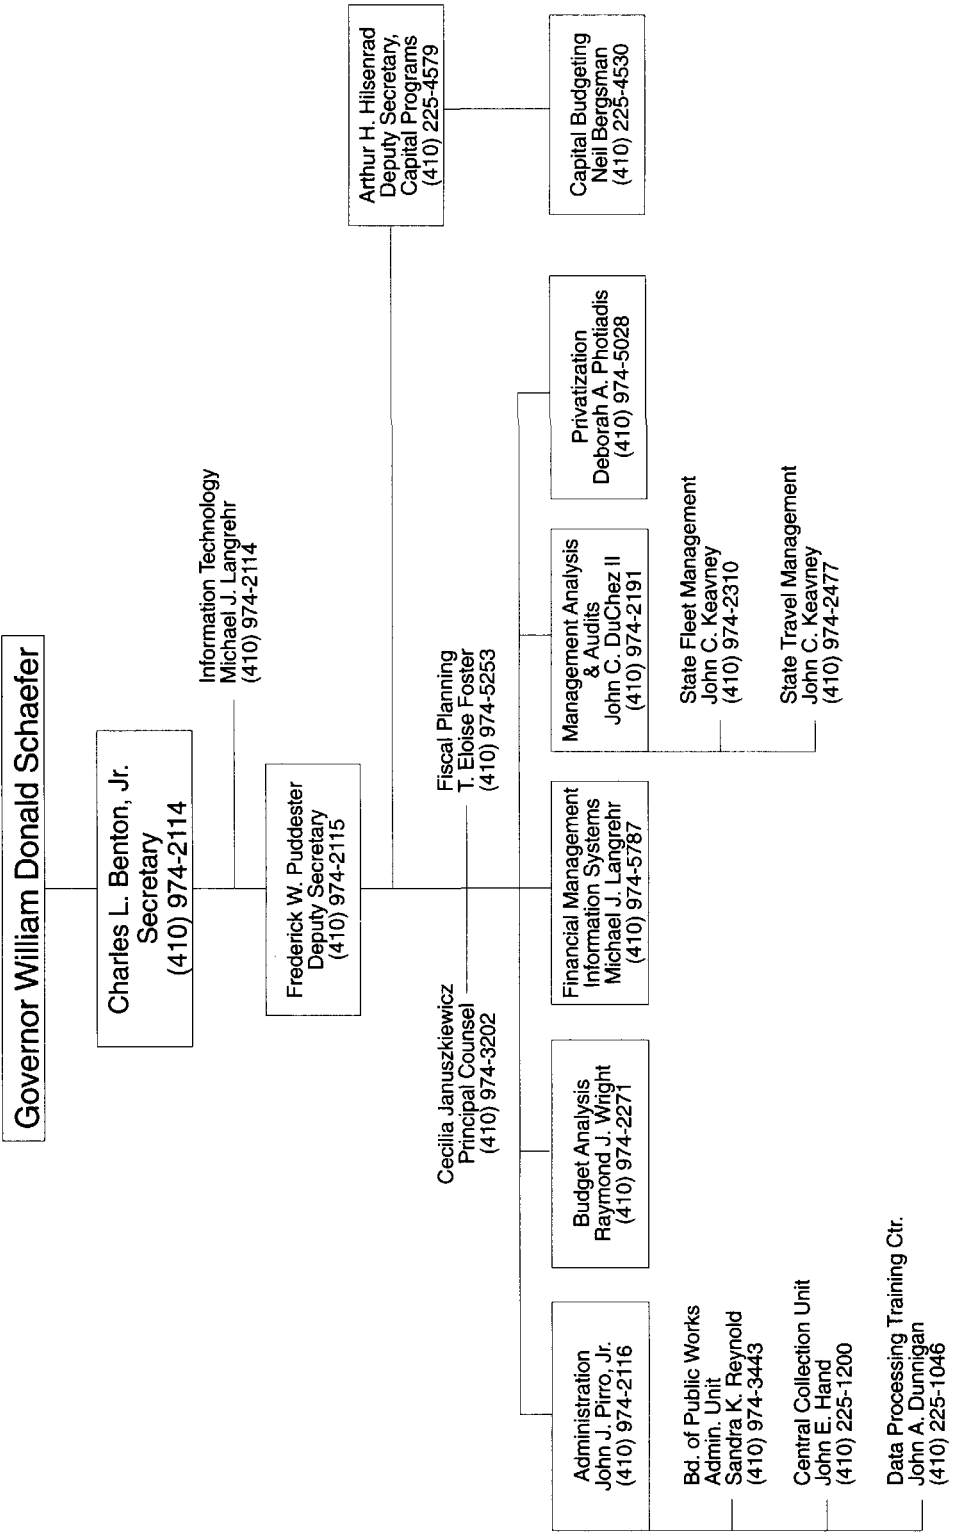 Governor William Donald Schaefer
Charles L. Benton, Jr.
Secretary
(410) 974-2114
Information Technology
Michael J. Langrehr
(410) 974-2114
Frederick W. Puddester
Deputy Secretary
(410) 974-2115
Arthur H. Hilsenrad
Deputy Secretary,
Capital Programs
(410) 225-4579
Cecilia Januszkiewicz
Principal Counsel
(410) 974-3202
Fiscal Planning
T. Eloise Foster
(410) 974-5253
Administration
John J. Pirro, Jr.
(410) 974-2116
Budget Analysis
Raymond J. Wright
(410) 974-2271
Financial Management
Information Systems
Michael J. Langrehr
(410) 974-5787
Management Analysis
& Audits
John C. DuChez II
(410) 974-2191
Privatization
Deborah A. Photiadis
(410) 974-5028
Capital Budgeting
Neil Bergsman
(410) 225-4530
Bd. of Public Works
Admin. Unit
Sandra K. Reynold
(410) 974-3443
Central Collection Unit
John E. Hand
(410) 225-1200
Data Processing Training Ctr.
John A. Dunnigan
(410) 225-1046
State Fleet Management
John C. Keavney
(410) 974-2310
State Travel Management
John C. Keavney
(410) 974-2477